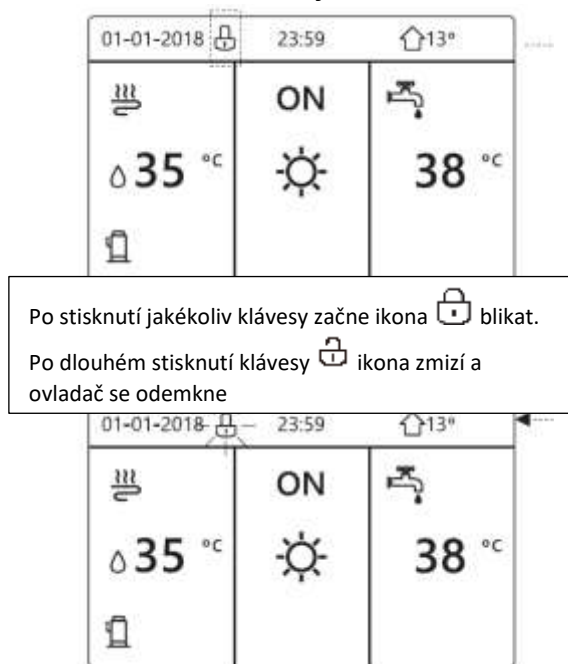 01-01-2018 23:59 13°
ON
35 °C 38 °C
Po stisknutí jakékoliv klávesy začne ikona blikat.
Po dlouhém stisknutí klávesy ikona zmizí a
ovladač se odemkne
01-01-2018 23:59 13°
ON
35 °C 38 °C